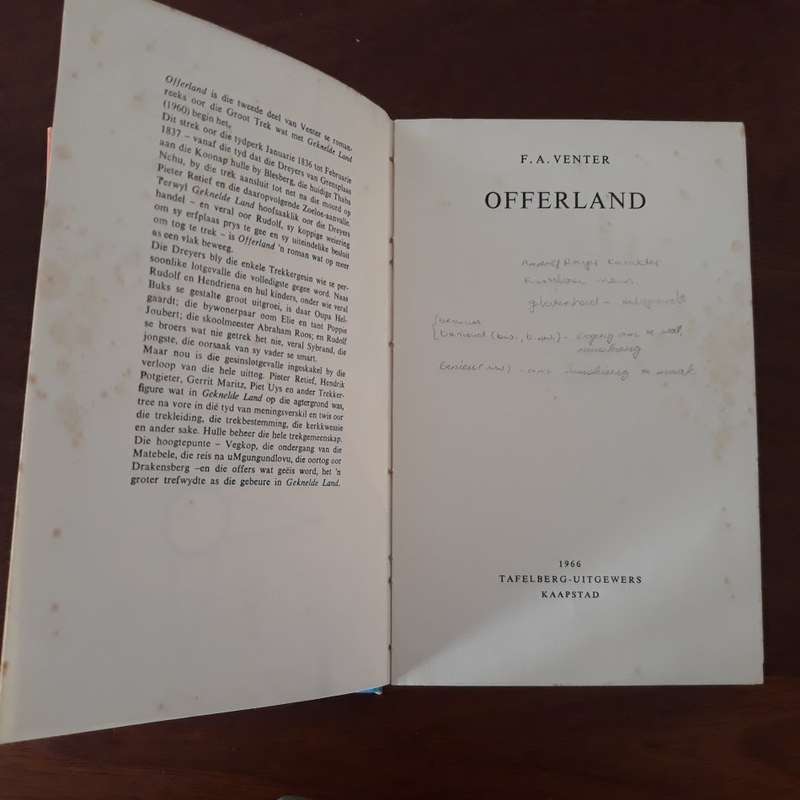 Offerland is die tweede deel van Venter se roman-
reeks oor die Groot Trek wat met Geknelde Land
(1960) begin het.
Dit strek oor die tydperk Januarie 1836 tot Februarie
1837 – vanaf die tyd dat die Dreyers van Grensplaas
aan die Koonap hulle by Blesberg, die huidige Thaba
Nchu, by die trek aansluit tot net na die moord op
Pieter Retief en die daaropvolgende Zoeloe-aanvalle.
Terwyl Geknelde Land hoofsaaklik oor die Dreyers
handel – en veral oor Rudolf, sy koppige weiering
om sy erfplaas prys te gee en sy uiteindelike besluit
om tog te trek – is Offerland 'n roman wat op meer
as een vlak beweeg.
Die Dreyers bly die enkele Trekkergesin wie se per-
soonlike lotgevalle die volledigste gegee word. Naas
Rudolf en Hendriena en hul kinders, onder wie veral
Buks se gestalte groot uitgroei, is daar Oupa Hel-
gaardt; die bywonerpaar oom Elie en tant Poppie
Joubert; die skoolmeester Abraham Roos; en Rudolf
se broers wat nie getrek het nie, veral Sybrand, die
jongste, die oorsaak van sy vader se smart.
Maar nou is die gesinslotgevalle ingeskakel by die
verloop van die hele uittog. Pieter Retief, Hendrik
Potgieter, Gerrit Maritz, Piet Uys en ander Trekker-
figure wat in Geknelde Land op die agtergrond was,
tree na vore in dié tyd van meningsverskil en twis oor
die trekleiding, die trekbestemming, die kerkkwessie
en ander sake. Hulle beheer die hele trekgemeenskap.
Die hoogtepunte – Vegkop, die ondergang van die
Matebele, die reis na uMgungundlovu, die oortog oor
Drakensberg –en die offers wat geëis word, het 'n
groter trefwydte as die gebeure in Geknelde Land.
F. A. VENTER
OFFERLAND
1966
TAFELBERG-UITGEWERS
KAAPSTAD